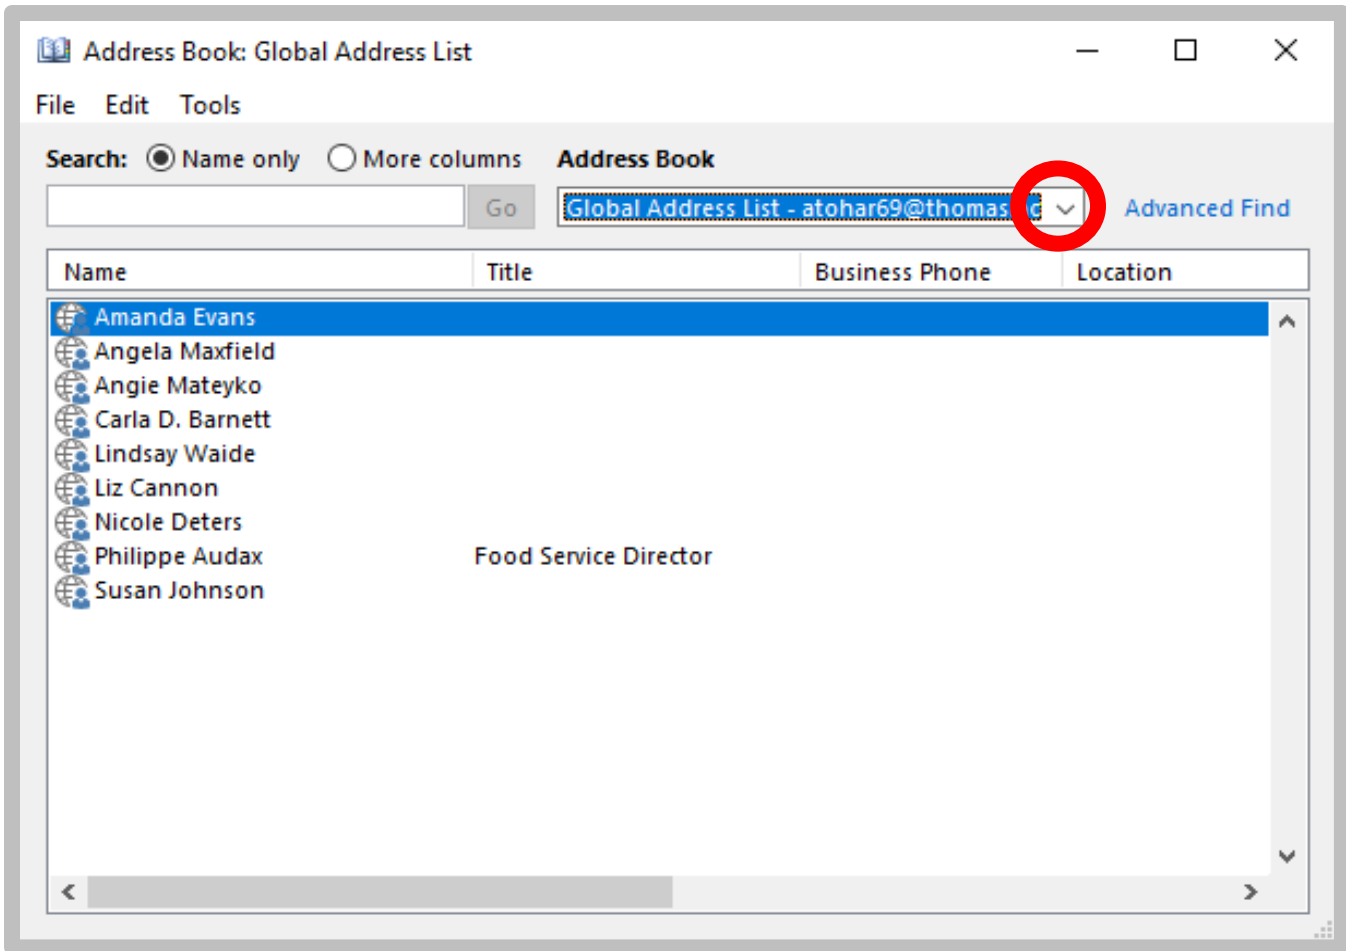 Address Book: Global Address List
File Edit Tools
Search: Name only More columns Address Book
Go Global Address List - atohar69@thomas Advanced Find
Name Title Business Phone Location
Amanda Evans
Angela Maxfield
Angie Mateyko
Carla D. Barnett
Lindsay Waide
Liz Cannon
Nicole Deters
Philippe Audax Food Service Director
Susan Johnson